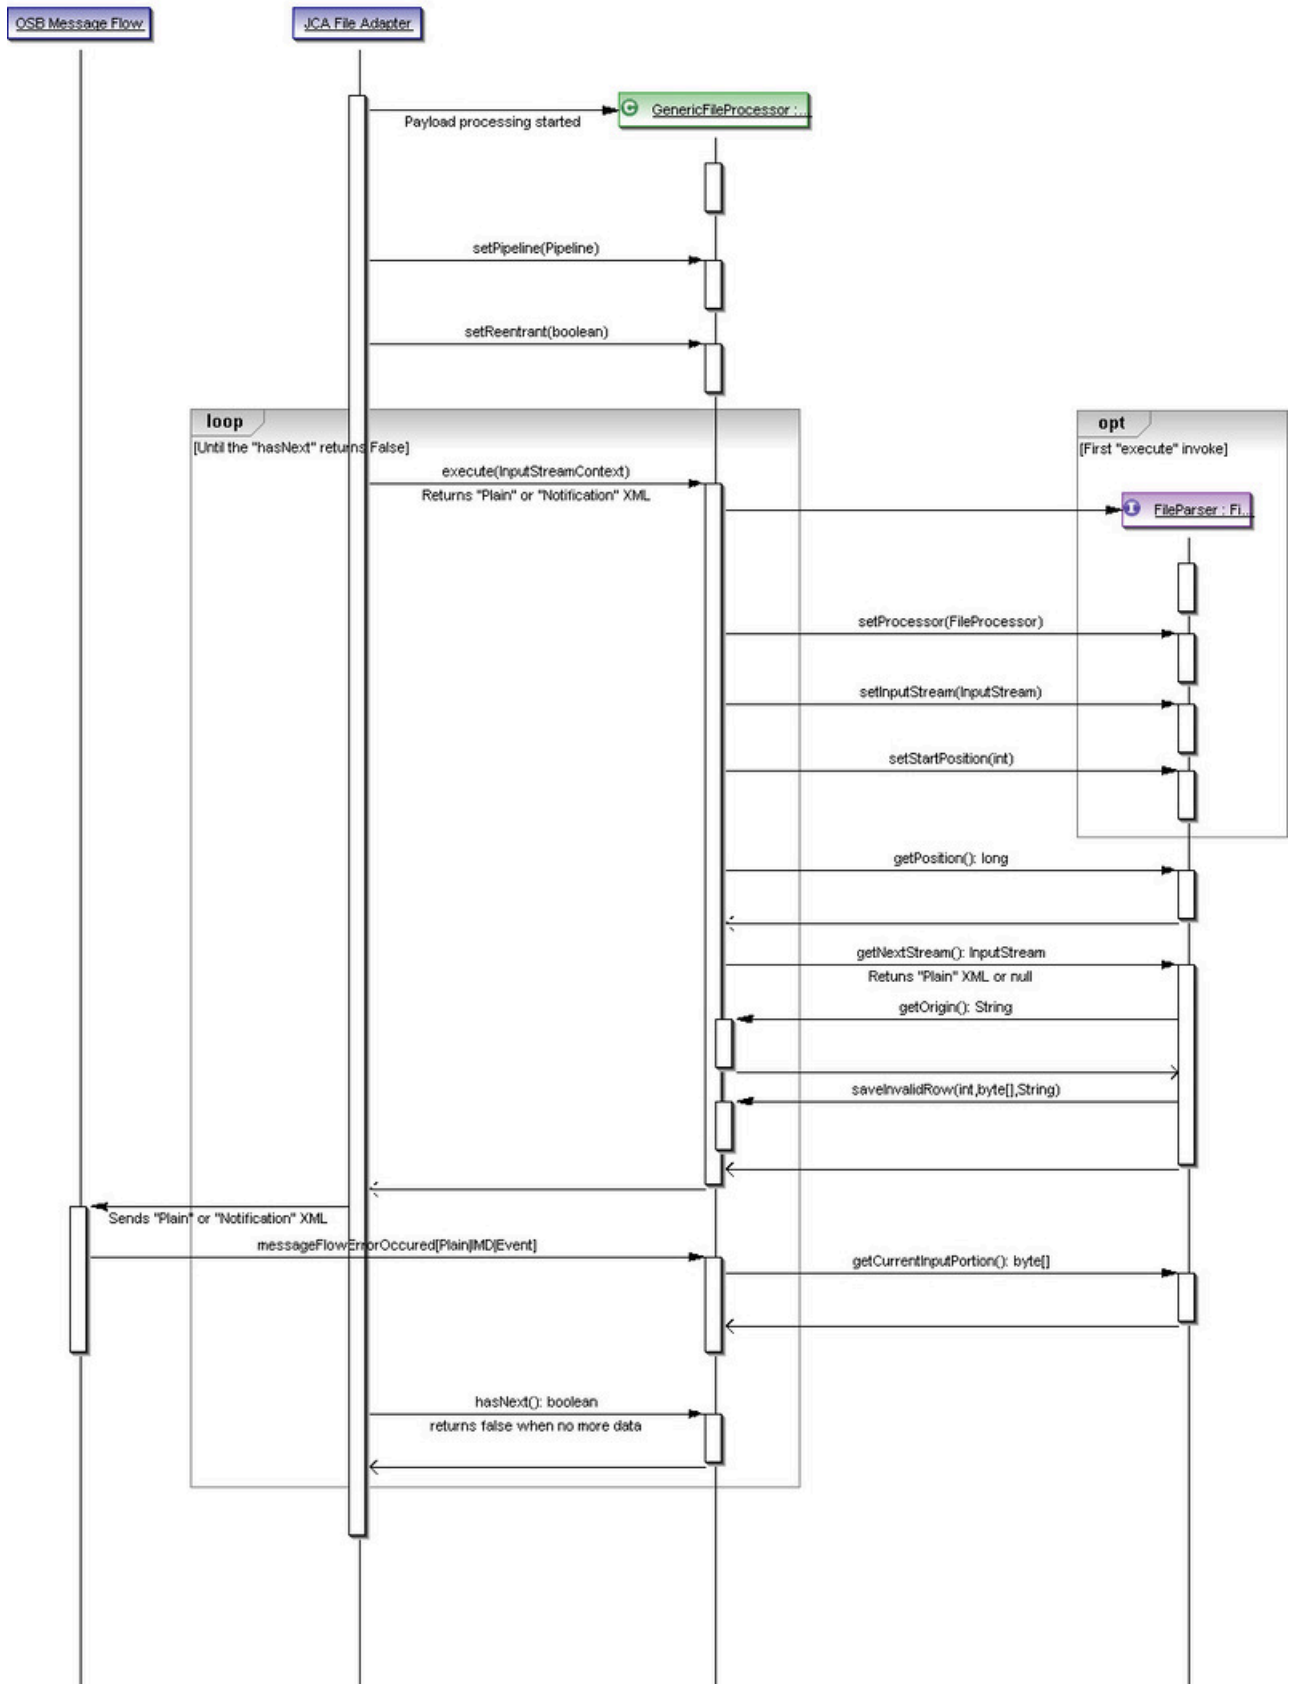 OSB Message Flow
JCA File Adapter
GenericFileProcessor :...
Payload processing started
setPipeline(Pipeline)
setReentrant(boolean)
loop
[Until the "hasNext" returns False]
opt
[First "execute" invoke]
execute(InputStreamContext)
Returns "Plain" or "Notification" XML
FileParser : Fi...
setProcessor(FileProcessor)
setInputStream(InputStream)
setStartPosition(int)
getPosition(): long
getNextStream(): InputStream
Retuns "Plain" XML or null
getOrigin(): String
saveInvalidRow(int,byte[],String)
Sends "Plain" or "Notification" XML
messageFlowErrorOccured[Plain|MD|Event]
getCurrentInputPortion(): byte[]
hasNext(): boolean
returns false when no more data